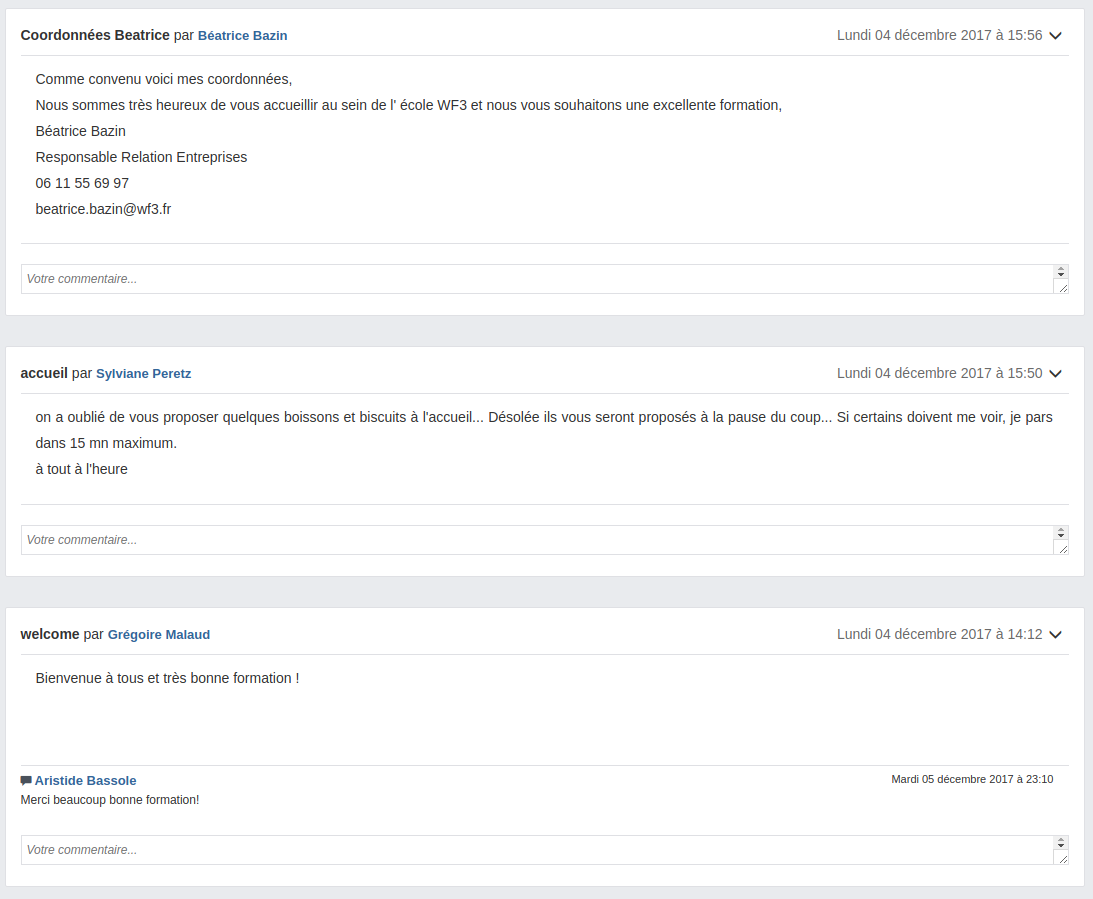 Coordonnées Beatrice par Béatrice Bazin Lundi 04 décembre 2017 à 15:56
Comme convenu voici mes coordonnées,
Nous sommes très heureux de vous accueillir au sein de l' école WF3 et nous vous souhaitons une excellente formation,
Béatrice Bazin
Responsable Relation Entreprises
06 11 55 69 97
beatrice.bazin@wf3.fr
Votre commentaire...
accueil par Sylviane Peretz Lundi 04 décembre 2017 à 15:50
on a oublié de vous proposer quelques boissons et biscuits à l'accueil... Désolée ils vous seront proposés à la pause du coup... Si certains doivent me voir, je pars
dans 15 mn maximum.
à tout à l'heure
Votre commentaire...
welcome par Grégoire Malaud Lundi 04 décembre 2017 à 14:12
Bienvenue à tous et très bonne formation !
Aristide Bassole Mardi 05 décembre 2017 à 23:10
Merci beaucoup bonne formation!
Votre commentaire...